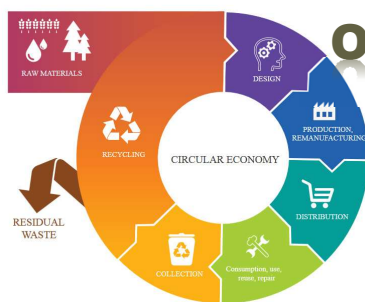 RAW MATERIALS
DESIGN
PRODUCTION,
REMANUFACTURING
DISTRIBUTION
Consumption, use,
reuse, repair
COLLECTION
RECYCLING
CIRCULAR ECONOMY
RESIDUAL
WASTE